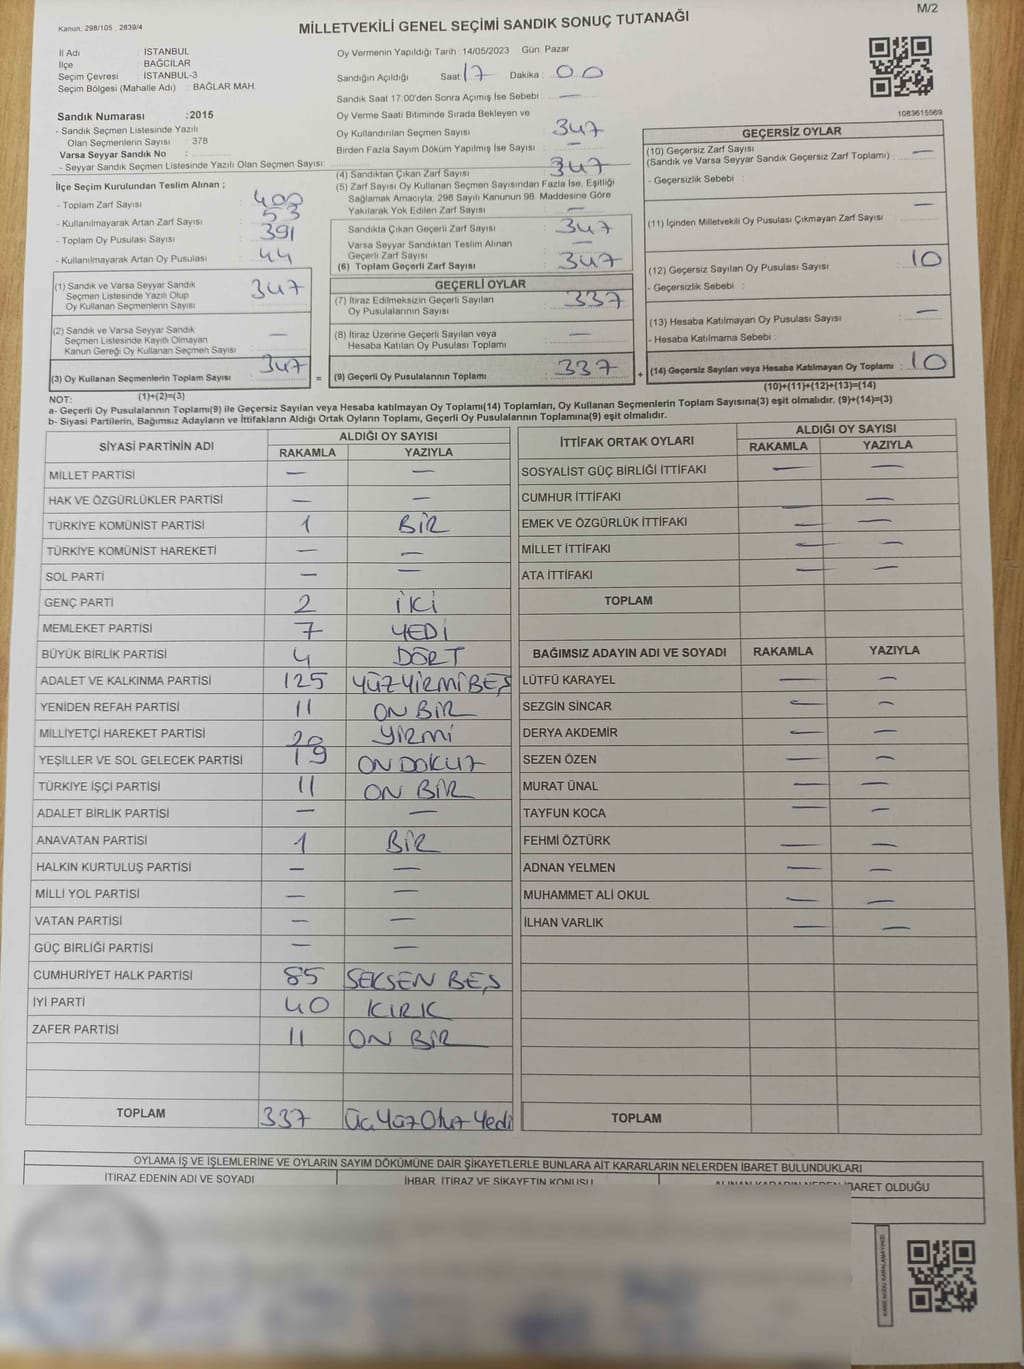 M/2
Kanun: 298/105 , 2839/4
MİLLETVEKİLİ GENEL SEÇİMİ SANDIK SONUÇ TUTANAĞI
İl Adı : İSTANBUL
İlçe : BAĞCILAR
Seçim Çevresi : İSTANBUL-3
Seçim Bölgesi (Mahalle Adı) : BAĞLAR MAH.
Sandık Numarası :2015
- Sandık Seçmen Listesinde Yazılı
Olan Seçmenlerin Sayısı : 378
Varsa Seyyar Sandık No :
- Seyyar Sandık Seçmen Listesinde Yazılı Olan Seçmen Sayısı:
İlçe Seçim Kurulundan Teslim Alınan ;
- Toplam Zarf Sayısı : 400
- Kullanılmayarak Artan Zarf Sayısı : 53
- Toplam Oy Pusulası Sayısı : 391
- Kullanılmayarak Artan Oy Pusulası : 44
(1) Sandık ve Varsa Seyyar Sandık
Seçmen Listesinde Yazılı Olup
Oy Kullanan Seçmenlerin Sayısı : 347
(2) Sandık ve Varsa Seyyar Sandık
Seçmen Listesinde Kayıtlı Olmayan
Kanun Gereği Oy Kullanan Seçmen Sayısı : —
(3) Oy Kullanan Seçmenlerin Toplam Sayısı : 347
(1)+(2)=(3)
Oy Vermenin Yapıldığı Tarih :14/05/2023 Gün: Pazar
Sandığın Açıldığı Saat : 17 Dakika : 00
Sandık Saat 17:00'den Sonra Açımış İse Sebebi : —
Oy Verme Saati Bitiminde Sırada Bekleyen ve
Oy Kullandırılan Seçmen Sayısı : 347
Birden Fazla Sayım Döküm Yapılmış İse Sayısı : —
(4) Sandıktan Çıkan Zarf Sayısı : 347
(5) Zarf Sayısı Oy Kullanan Seçmen Sayısından Fazla İse, Eşitliği
Sağlamak Amacıyla, 298 Sayılı Kanunun 98. Maddesine Göre
Yakılarak Yok Edilen Zarf Sayısı : —
Sandıkta Çıkan Geçerli Zarf Sayısı : 347
Varsa Seyyar Sandıktan Teslim Alınan
Geçerli Zarf Sayısı : —
(6) Toplam Geçerli Zarf Sayısı : 347
GEÇERLİ OYLAR
(7) İtiraz Edilmeksizin Geçerli Sayılan
Oy Pusulalarının Sayısı : 337
(8) İtiraz Üzerine Geçerli Sayılan veya
Hesaba Katılan Oy Pusulası Toplamı : —
= (9) Geçerli Oy Pusulalarının Toplamı : 337 +
1083615569
GEÇERSİZ OYLAR
(10) Geçersiz Zarf Sayısı : —
(Sandık ve Varsa Seyyar Sandık Geçersiz Zarf Toplamı)
- Geçersizlik Sebebi :
(11) İçinden Milletvekili Oy Pusulası Çıkmayan Zarf Sayısı : —
(12) Geçersiz Sayılan Oy Pusulası Sayısı : 10
- Geçersizlik Sebebi :
(13) Hesaba Katılmayan Oy Pusulası Sayısı : —
- Hesaba Katılmama Sebebi :
(14) Geçersiz Sayılan veya Hesaba Katılmayan Oy Toplamı : 10
(10)+(11)+(12)+(13)=(14)
NOT:
a- Geçerli Oy Pusulalarının Toplamı(9) ile Geçersiz Sayılan veya Hesaba katılmayan Oy Toplamı(14) Toplamları, Oy Kullanan Seçmenlerin Toplam Sayısına(3) eşit olmalıdır. (9)+(14)=(3)
b- Siyasi Partilerin, Bağımsız Adayların ve İttifakların Aldığı Ortak Oyların Toplamı, Geçerli Oy Pusulalarının Toplamına(9) eşit olmalıdır.
SİYASİ PARTİNİN ADI ALDIĞI OY SAYISI
RAKAMLA YAZIYLA
MİLLET PARTİSİ — —
HAK VE ÖZGÜRLÜKLER PARTİSİ — —
TÜRKİYE KOMÜNİST PARTİSİ 1 BİR
TÜRKİYE KOMÜNİST HAREKETİ — —
SOL PARTİ — —
GENÇ PARTİ 2 İKİ
MEMLEKET PARTİSİ 7 YEDİ
BÜYÜK BİRLİK PARTİSİ 4 DÖRT
ADALET VE KALKINMA PARTİSİ 125 YÜZYİRMİBEŞ
YENİDEN REFAH PARTİSİ 11 ON BİR
MİLLİYETÇİ HAREKET PARTİSİ 20 YİRMİ
YEŞİLLER VE SOL GELECEK PARTİSİ 19 ON DOKUZ
TÜRKİYE İŞÇİ PARTİSİ 11 ON BİR
ADALET BİRLİK PARTİSİ — —
ANAVATAN PARTİSİ 1 BİR
HALKIN KURTULUŞ PARTİSİ — —
MİLLİ YOL PARTİSİ — —
VATAN PARTİSİ — —
GÜÇ BİRLİĞİ PARTİSİ — —
CUMHURİYET HALK PARTİSİ 85 SEKSEN BEŞ
İYİ PARTİ 40 KIRK
ZAFER PARTİSİ 11 ON BİR
TOPLAM 337 Üç Yüz Otuz Yedi
İTTİFAK ORTAK OYLARI ALDIĞI OY SAYISI
RAKAMLA YAZIYLA
SOSYALİST GÜÇ BİRLİĞİ İTTİFAKI — —
CUMHUR İTTİFAKI — —
EMEK VE ÖZGÜRLÜK İTTİFAKI — —
MİLLET İTTİFAKI — —
ATA İTTİFAKI — —
TOPLAM
BAĞIMSIZ ADAYIN ADI VE SOYADI RAKAMLA YAZIYLA
LÜTFÜ KARAYEL — —
SEZGİN SİNCAR — —
DERYA AKDEMİR — —
SEZEN ÖZEN — —
MURAT ÜNAL — —
TAYFUN KOCA — —
FEHMİ ÖZTÜRK — —
ADNAN YELMEN — —
MUHAMMET ALİ OKUL — —
İLHAN VARLIK — —
TOPLAM
OYLAMA İŞ VE İŞLEMLERİNE VE OYLARIN SAYIM DÖKÜMÜNE DAİR ŞİKAYETLERLE BUNLARA AİT KARARLARIN NELERDEN İBARET BULUNDUKLARI
İTİRAZ EDENİN ADI VE SOYADI İHBAR, İTİRAZ VE ŞİKAYETİN KONUSU ALINAN KARARIN NEDEN İBARET OLDUĞU